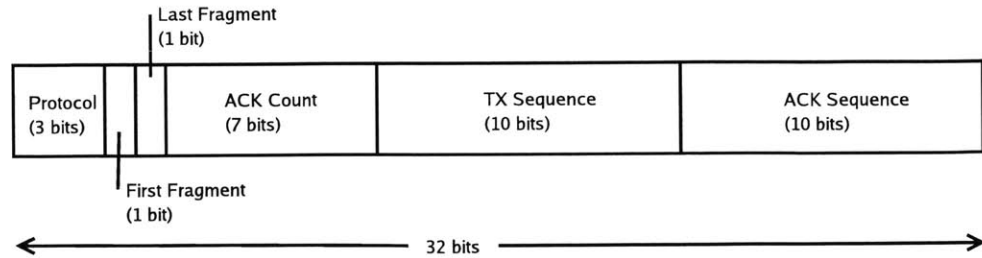 Last Fragment
(1 bit)
Protocol
(3 bits)
ACK Count
(7 bits)
TX Sequence
(10 bits)
ACK Sequence
(10 bits)
First Fragment
(1 bit)
32 bits